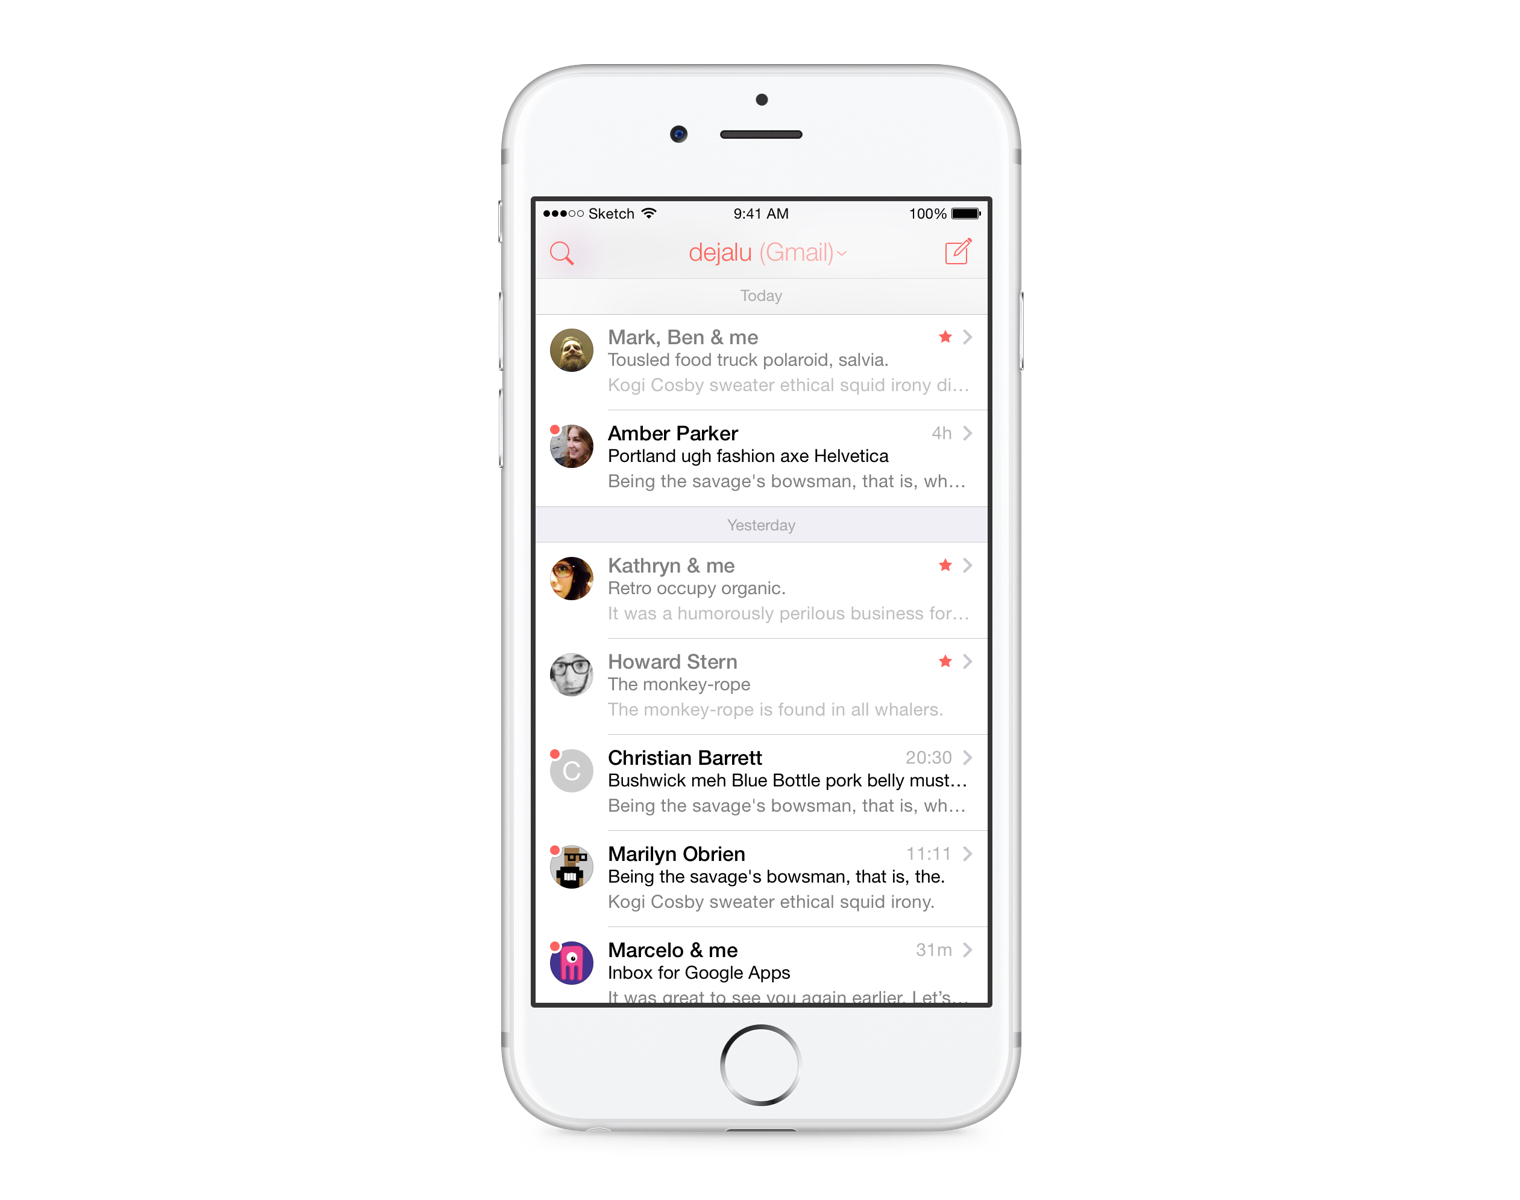 Sketch 9:41 AM 100%
dejalu (Gmail)
Today
Mark, Ben & me
Tousled food truck polaroid, salvia.
Kogi Cosby sweater ethical squid irony di…
Amber Parker 4h
Portland ugh fashion axe Helvetica
Being the savage's bowsman, that is, wh…
Yesterday
Kathryn & me
Retro occupy organic.
It was a humorously perilous business for…
Howard Stern
The monkey-rope
The monkey-rope is found in all whalers.
C
Christian Barrett 20:30
Bushwick meh Blue Bottle pork belly must…
Being the savage's bowsman, that is, wh…
Marilyn Obrien 11:11
Being the savage's bowsman, that is, the.
Kogi Cosby sweater ethical squid irony.
Marcelo & me 31m
Inbox for Google Apps
It was great to see you again earlier. Let’s…